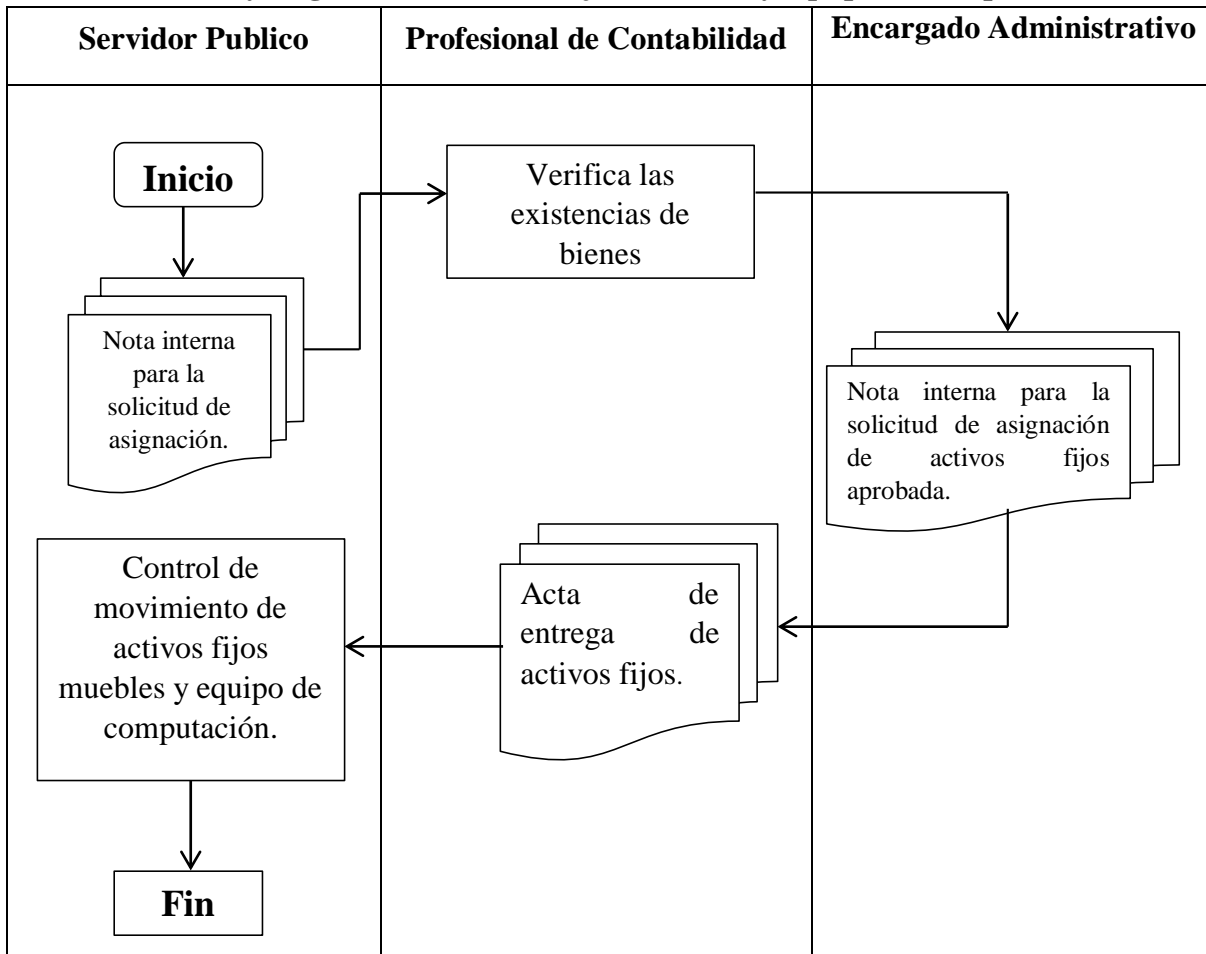 Servidor Publico
Profesional de Contabilidad
Encargado Administrativo
Inicio
Verifica las
existencias de
bienes
Nota interna
para la
solicitud de
asignación.
Nota interna para la
solicitud de asignación
de activos fijos
aprobada.
Acta de
entrega de
activos fijos.
Control de
movimiento de
activos fijos
muebles y equipo de
computación.
Fin